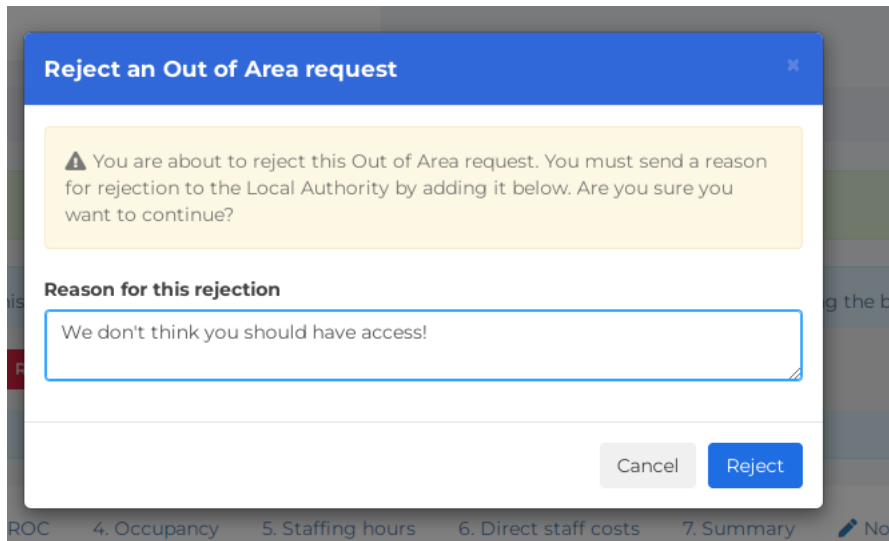 Reject an Out of Area request ×
You are about to reject this Out of Area request. You must send a reason
for rejection to the Local Authority by adding it below. Are you sure you
want to continue?
Reason for this rejection
We don't think you should have access!
Cancel Reject
ROC 4. Occupancy 5. Staffing hours 6. Direct staff costs 7. Summary